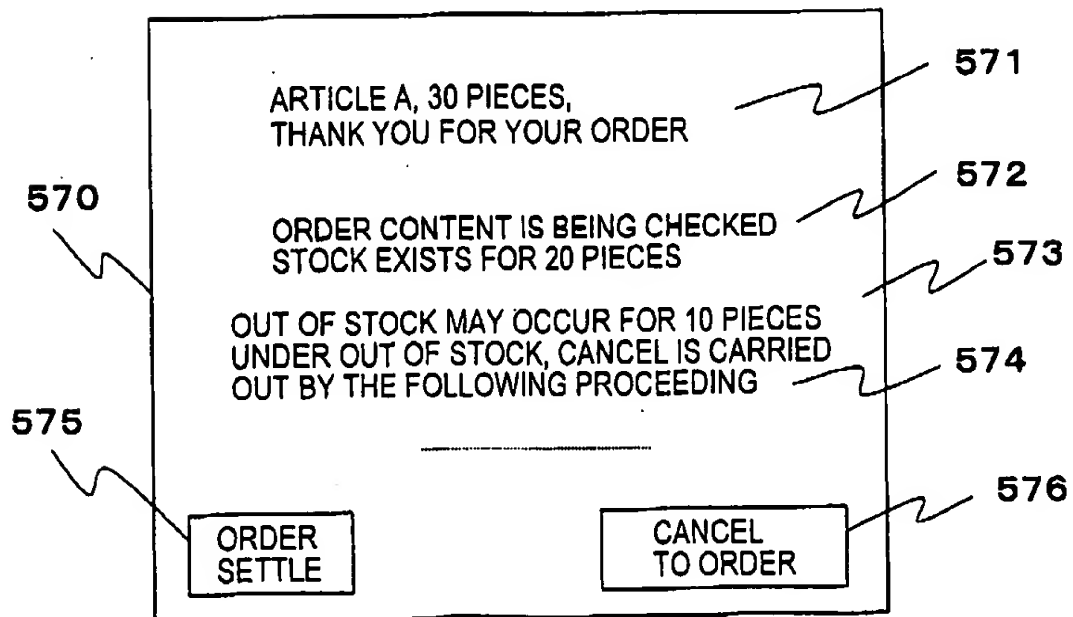 571
ARTICLE A, 30 PIECES,
THANK YOU FOR YOUR ORDER
572
570
ORDER CONTENT IS BEING CHECKED
STOCK EXISTS FOR 20 PIECES
573
OUT OF STOCK MAY OCCUR FOR 10 PIECES
UNDER OUT OF STOCK, CANCEL IS CARRIED
OUT BY THE FOLLOWING PROCEEDING
574
575
576
ORDER
SETTLE
CANCEL
TO ORDER